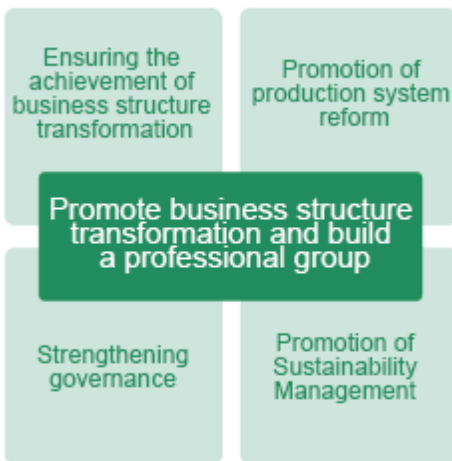 Ensuring the
achievement of
business structure
transformation
Promotion of
production system
reform
Promote business structure
transformation and build
a professional group
Strengthening
governance
Promotion of
Sustainability
Management